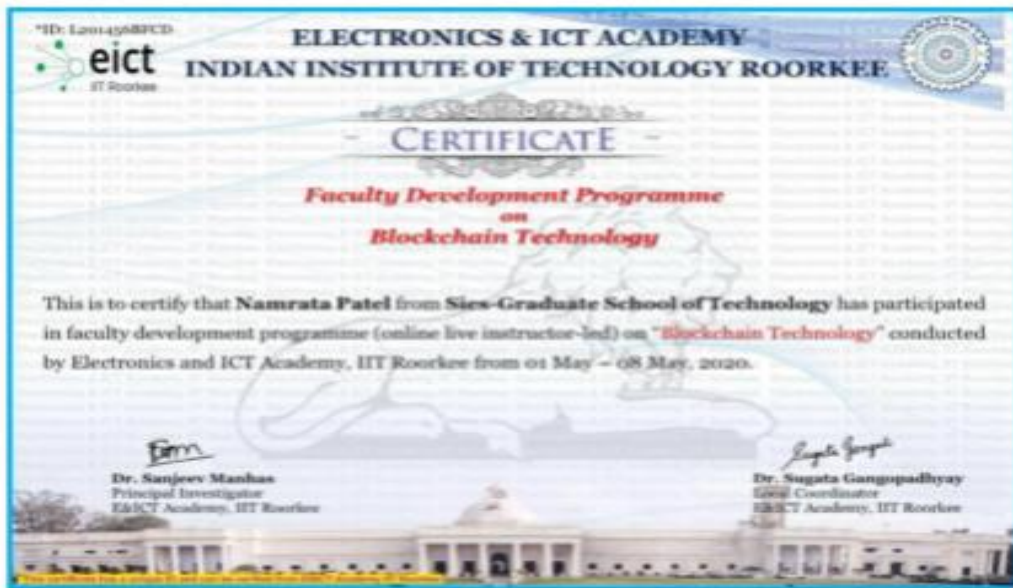 *ID: L2014568FCD
eict
IIT Roorkee
ELECTRONICS & ICT ACADEMY
INDIAN INSTITUTE OF TECHNOLOGY ROORKEE
CERTIFICATE
Faculty Development Programme
on
Blockchain Technology
This is to certify that Namrata Patel from Sies-Graduate School of Technology has participated
in faculty development programme (online live instructor-led) on "Blockchain Technology" conducted
by Electronics and ICT Academy, IIT Roorkee from 01 May – 08 May, 2020.
Dr. Sanjeev Manhas
Principal Investigator
E&ICT Academy, IIT Roorkee
Dr. Sugata Gangopadhyay
Local Coordinator
E&ICT Academy, IIT Roorkee